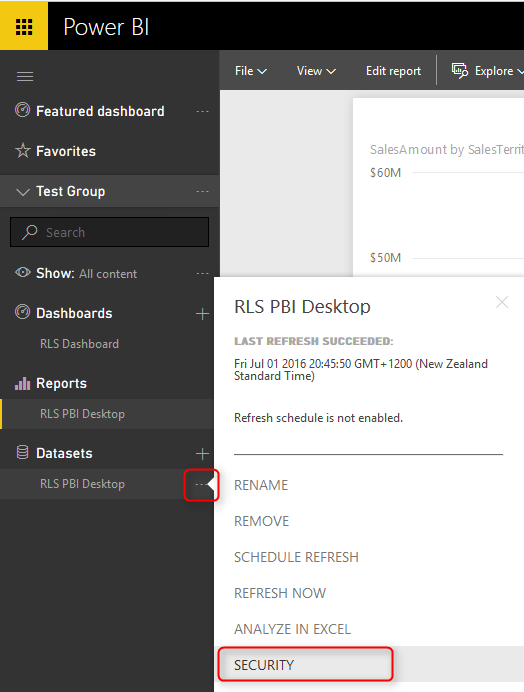 Power BI
File View Edit report Explore
Featured dashboard
Favorites
Test Group
Search
Show: All content
Dashboards
RLS Dashboard
Reports
RLS PBI Desktop
Datasets
RLS PBI Desktop
SalesAmount by SalesTerrit
$60M
$50M
RLS PBI Desktop
LAST REFRESH SUCCEEDED:
Fri Jul 01 2016 20:45:50 GMT+1200 (New Zealand
Standard Time)
Refresh schedule is not enabled.
RENAME
REMOVE
SCHEDULE REFRESH
REFRESH NOW
ANALYZE IN EXCEL
SECURITY